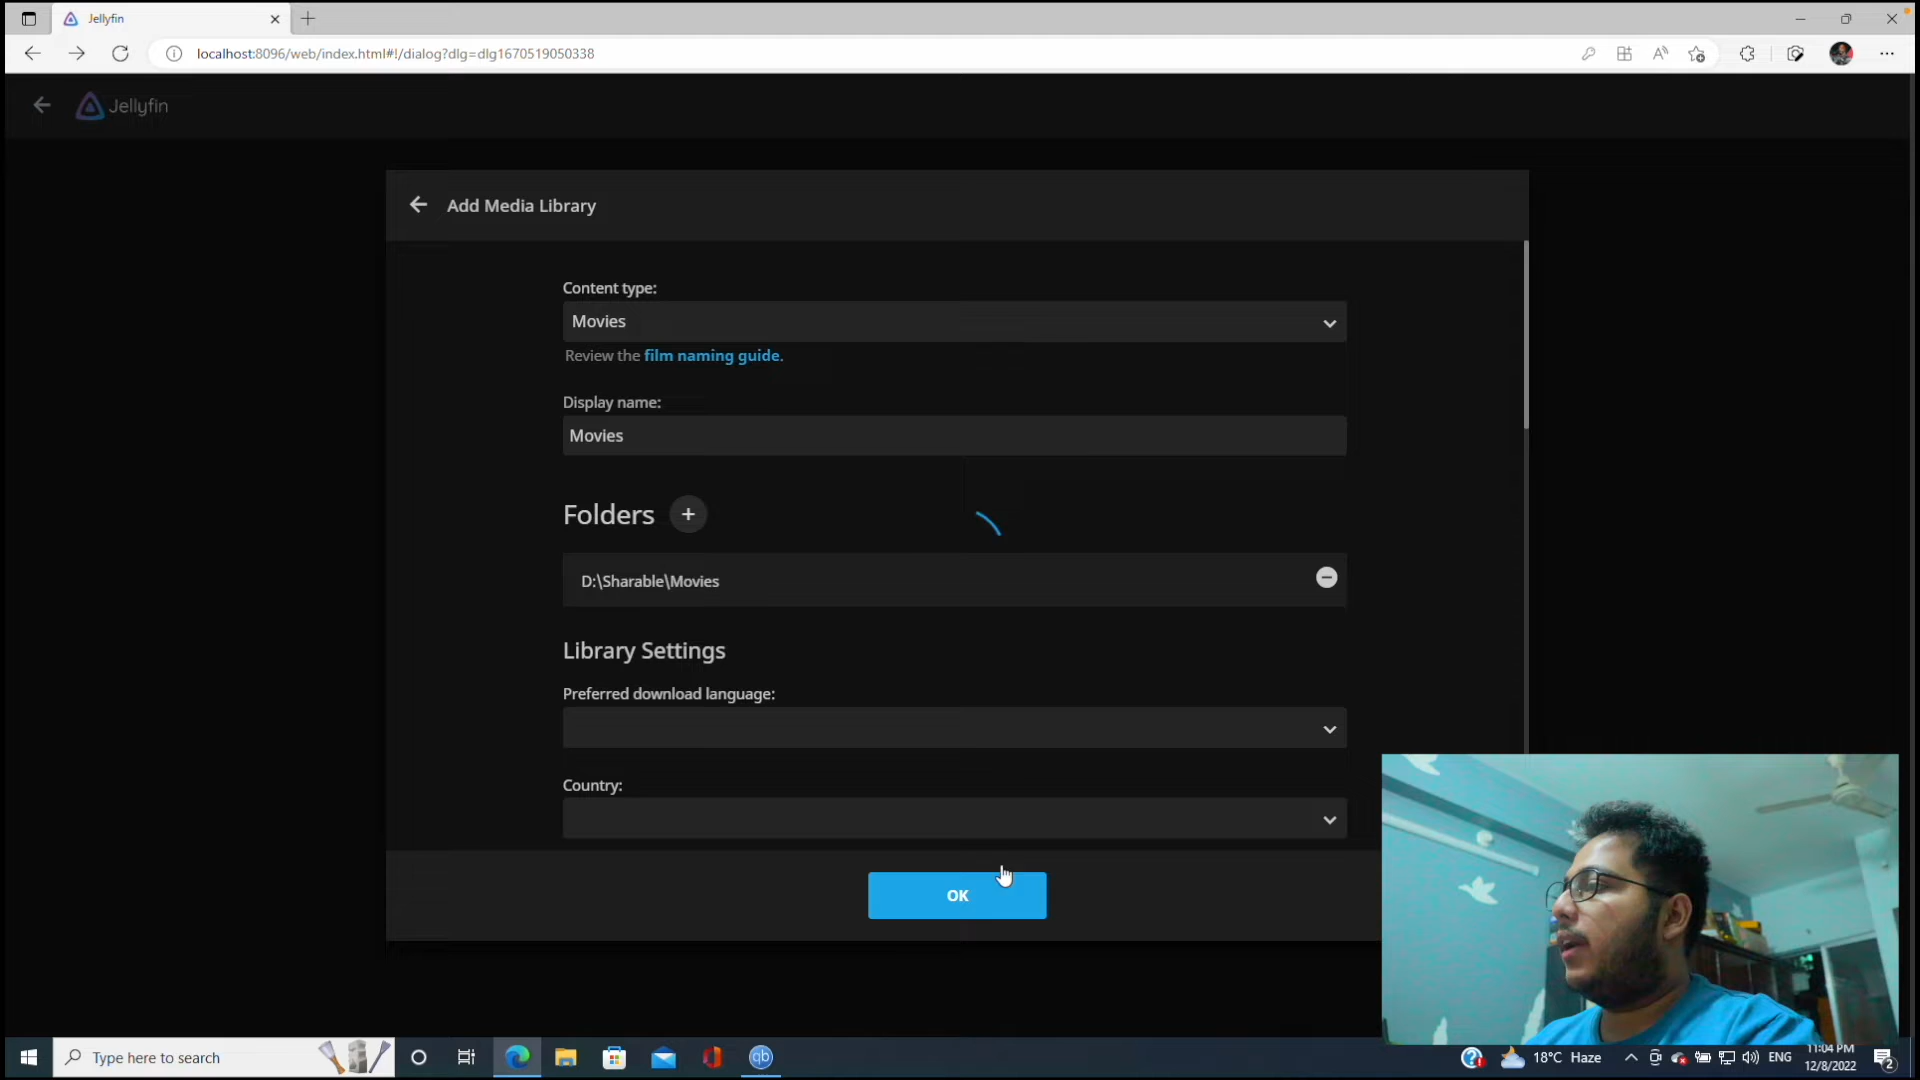 Jellyfin
localhost:8096/web/index.html#!/dialog?dlg=dlg1670519050338
Jellyfin
Add Media Library
Content type:
Movies
Review the film naming guide.
Display name:
Movies
Folders +
D:\Sharable\Movies
Library Settings
Preferred download language:
Country:
OK
Type here to search
qb
18°C Haze
ENG
11:04 PM
12/8/2022
2